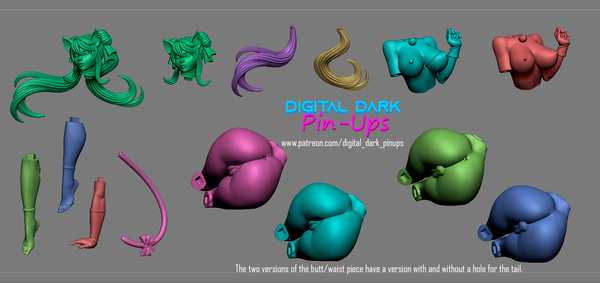 DIGITAL DARK
Pin-Ups
www.patreon.com/digital_dark_pinups
The two versions of the butt/waist piece have a version with and without a hole for the tail.